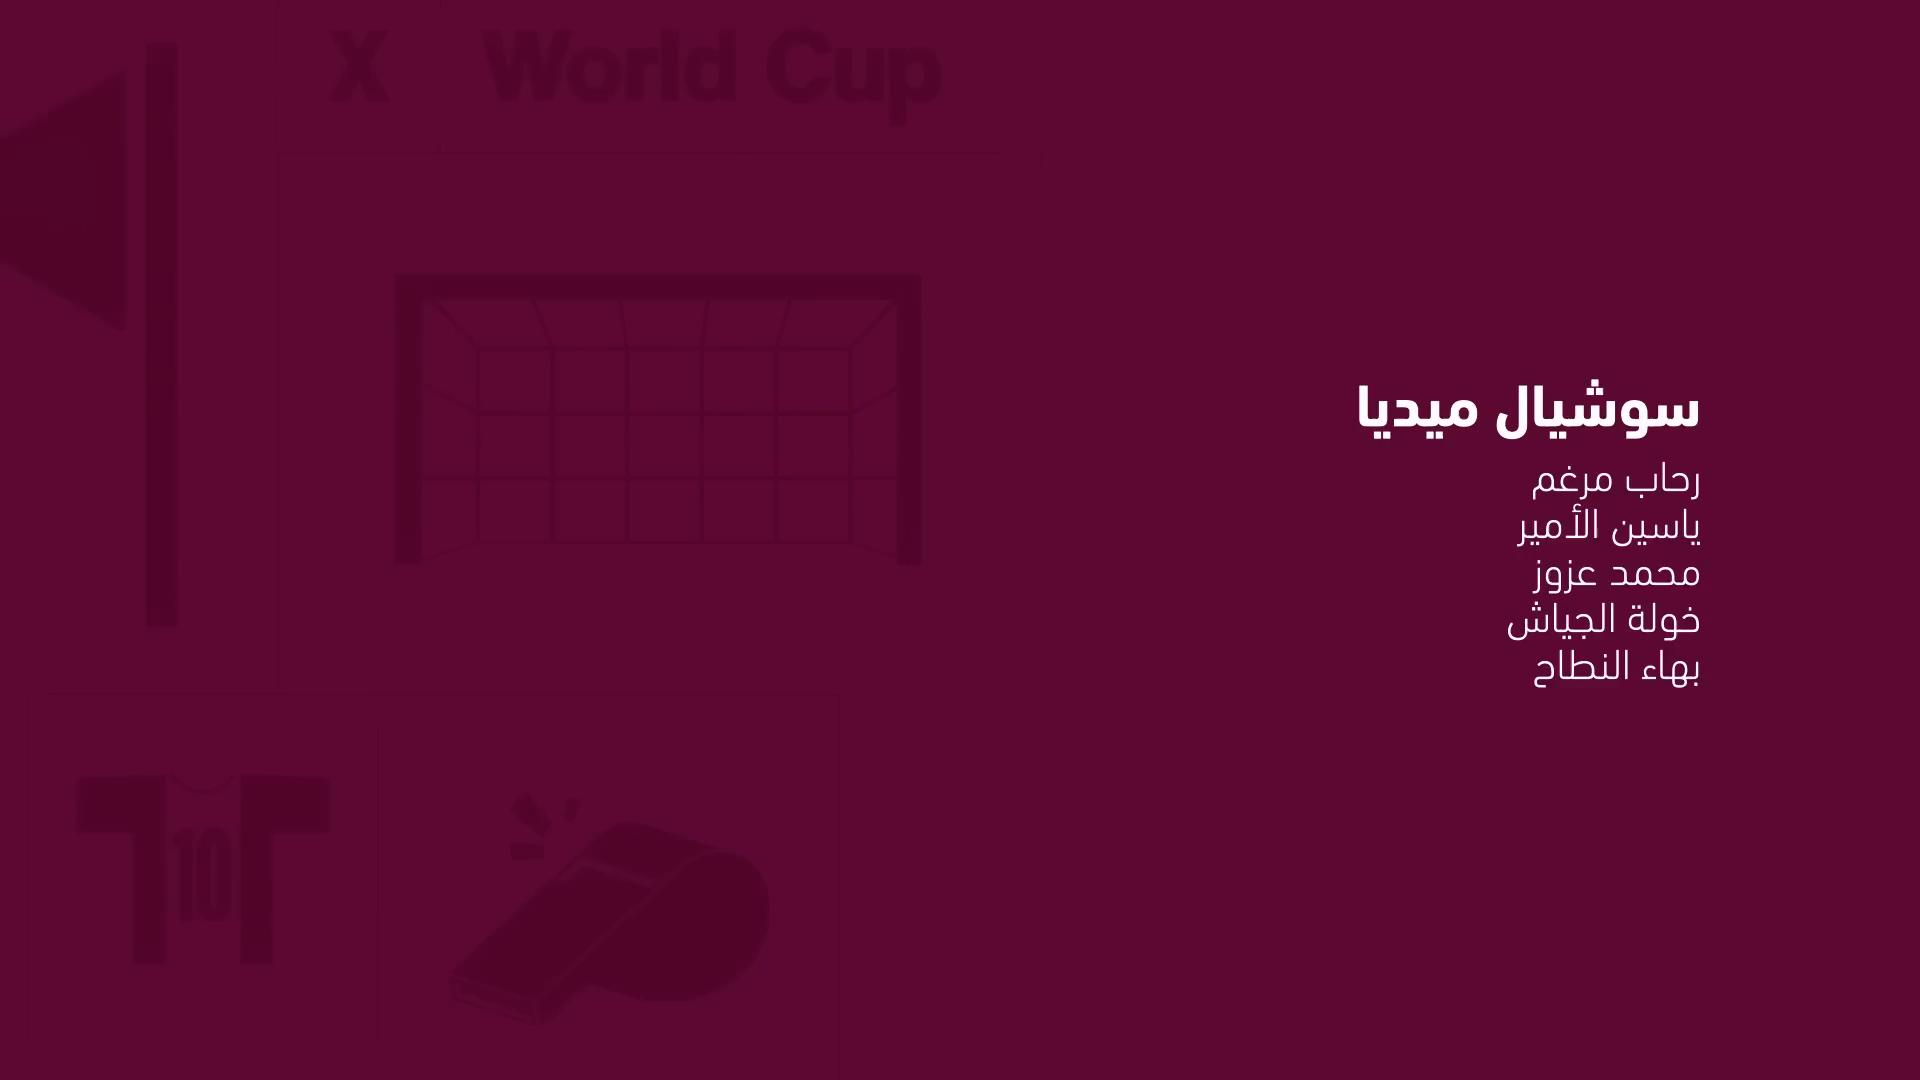 X World Cup
سوشيال ميديا
رحاب مرغم
ياسين الأمير
محمد عزوز
خولة الجياش
بهاء النطاح
10